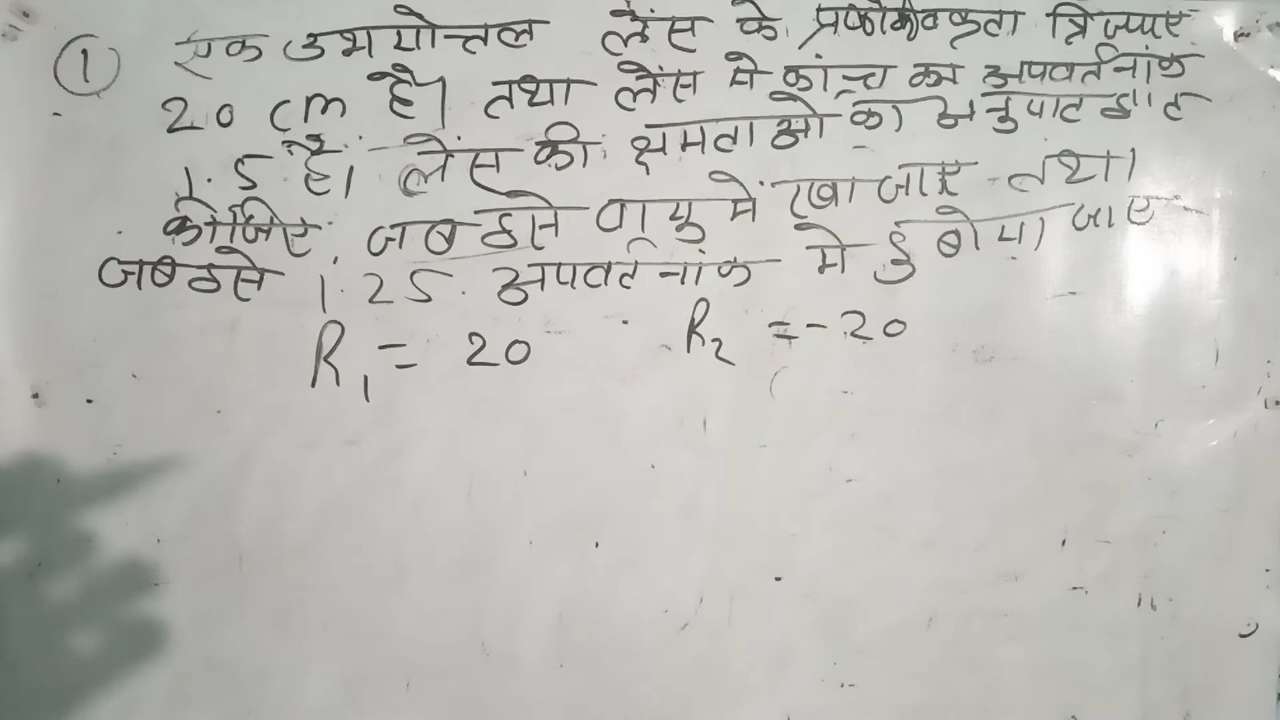 ① एक उभयोत्तल लेंस के वक्रता त्रिज्याए
20 cm है। तथा लेंस मे कांच का अपवर्तनांक
1.5 है। लेंस की क्षमताओ का अनुपात ज्ञात
कीजिए जब इसे वायु में रखा जाए तथा
जब इसे 1.25 अपवर्तनांक मे डुबोया जाए
R₁ = 20 R₂ = -20